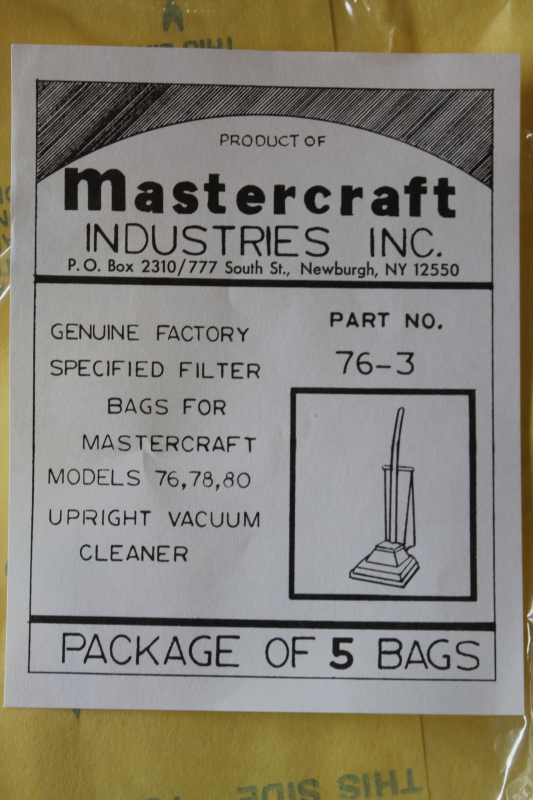 PRODUCT OF
Mastercraft
INDUSTRIES INC.
P.O. Box 2310/777 South St., Newburgh, NY 12550
GENUINE FACTORY
SPECIFIED FILTER
BAGS FOR
MASTERCRAFT
MODELS 76,78,80
UPRIGHT VACUUM
CLEANER
PART NO.
76-3
PACKAGE OF 5 BAGS
THIS SIDE